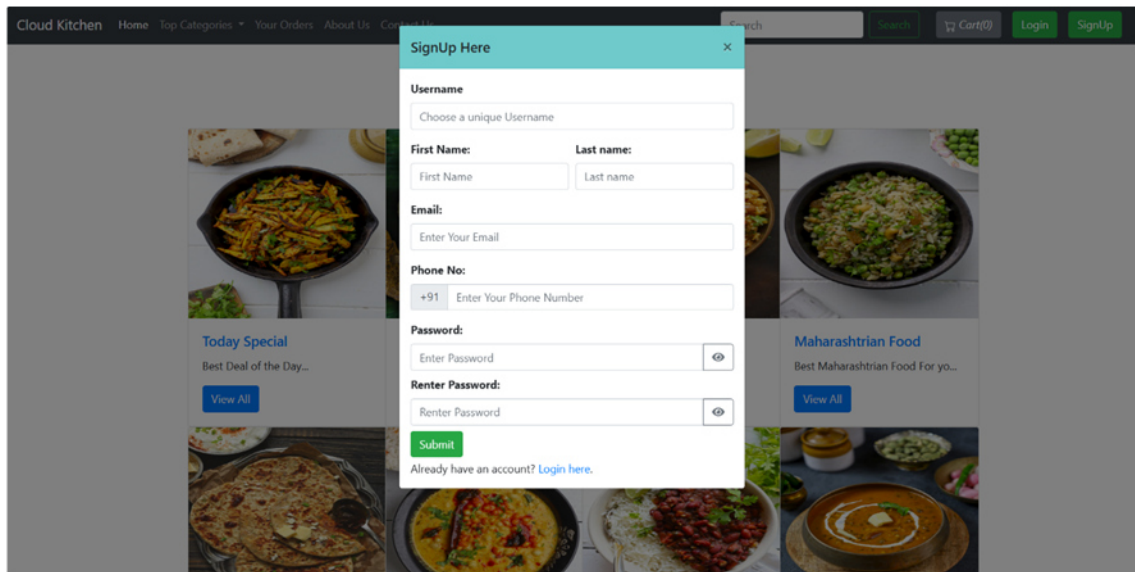 Cloud Kitchen Home Top Categories Your Orders About Us Contact Us Search Search Cart(0) Login SignUp
SignUp Here ×
Username
Choose a unique Username
First Name: Last name:
First Name Last name
Email:
Enter Your Email
Phone No:
+91 Enter Your Phone Number
Password:
Enter Password
Renter Password:
Renter Password
Submit
Already have an account? Login here.
Today Special
Best Deal of the Day...
View All
Maharashtrian Food
Best Maharashtrian Food For yo...
View All